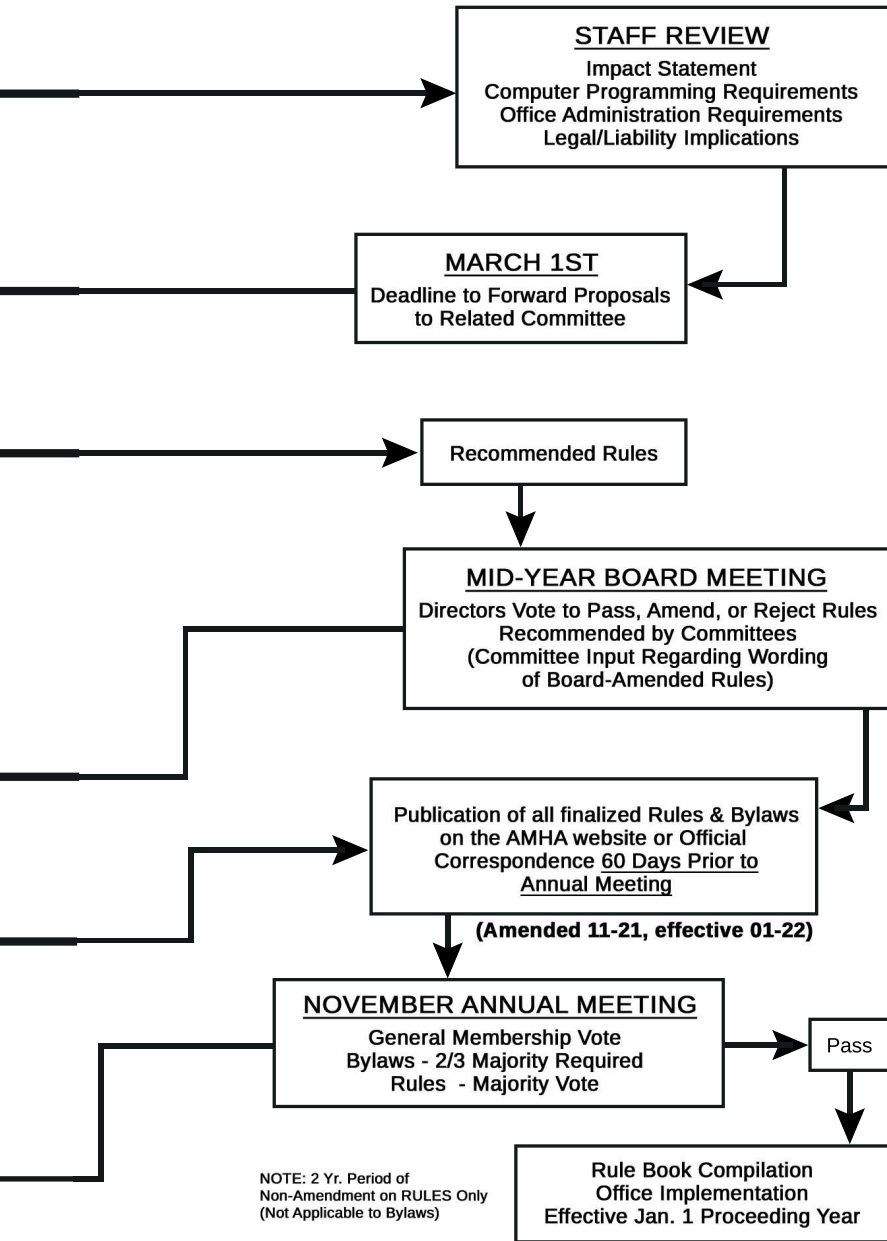 STAFF REVIEW
Impact Statement
Computer Programming Requirements
Office Administration Requirements
Legal/Liability Implications
MARCH 1ST
Deadline to Forward Proposals
to Related Committee
Recommended Rules
MID-YEAR BOARD MEETING
Directors Vote to Pass, Amend, or Reject Rules
Recommended by Committees
(Committee Input Regarding Wording
of Board-Amended Rules)
Publication of all finalized Rules & Bylaws
on the AMHA website or Official
Correspondence 60 Days Prior to
Annual Meeting
(Amended 11-21, effective 01-22)
NOVEMBER ANNUAL MEETING
General Membership Vote
Bylaws - 2/3 Majority Required
Rules - Majority Vote
Pass
NOTE: 2 Yr. Period of
Non-Amendment on RULES Only
(Not Applicable to Bylaws)
Rule Book Compilation
Office Implementation
Effective Jan. 1 Proceeding Year